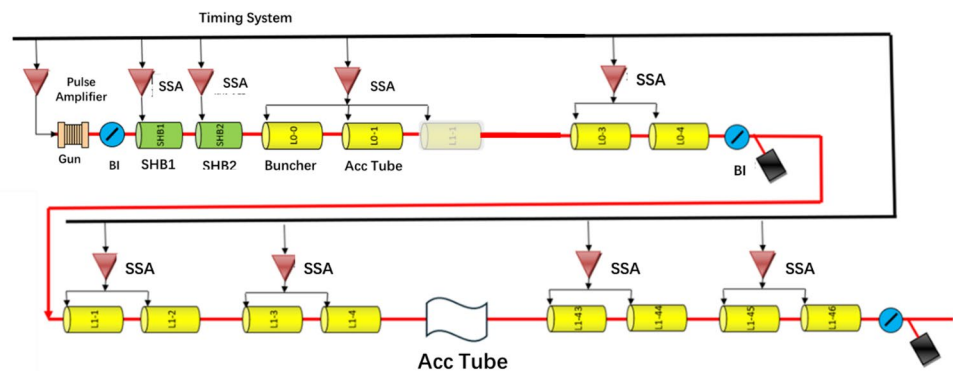 Timing System
Pulse
Amplifier
SSA
SSA
SSA
SSA
SHB1
SHB2
L0-0
L0-1
L1-1
L0-3
L0-4
Gun
BI
SHB1
SHB2
Buncher
Acc Tube
BI
SSA
SSA
SSA
SSA
L1-1
L1-2
L1-3
L1-4
L1-43
L1-44
L1-45
L1-46
Acc Tube